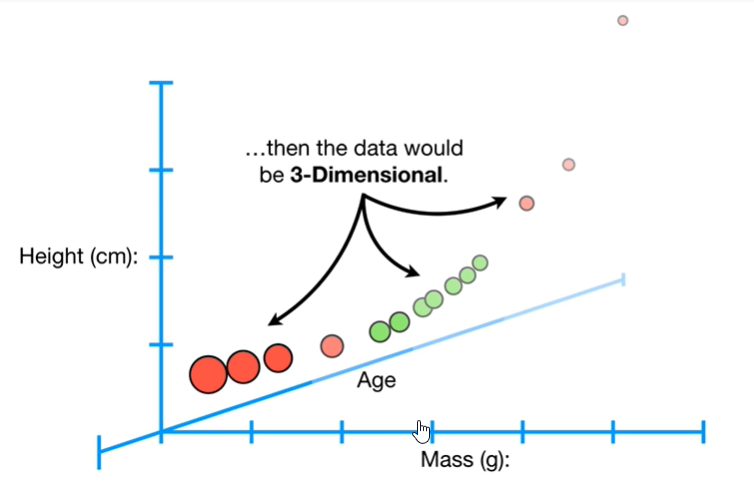 …then the data would
be 3-Dimensional.
Height (cm):
Age
Mass (g):